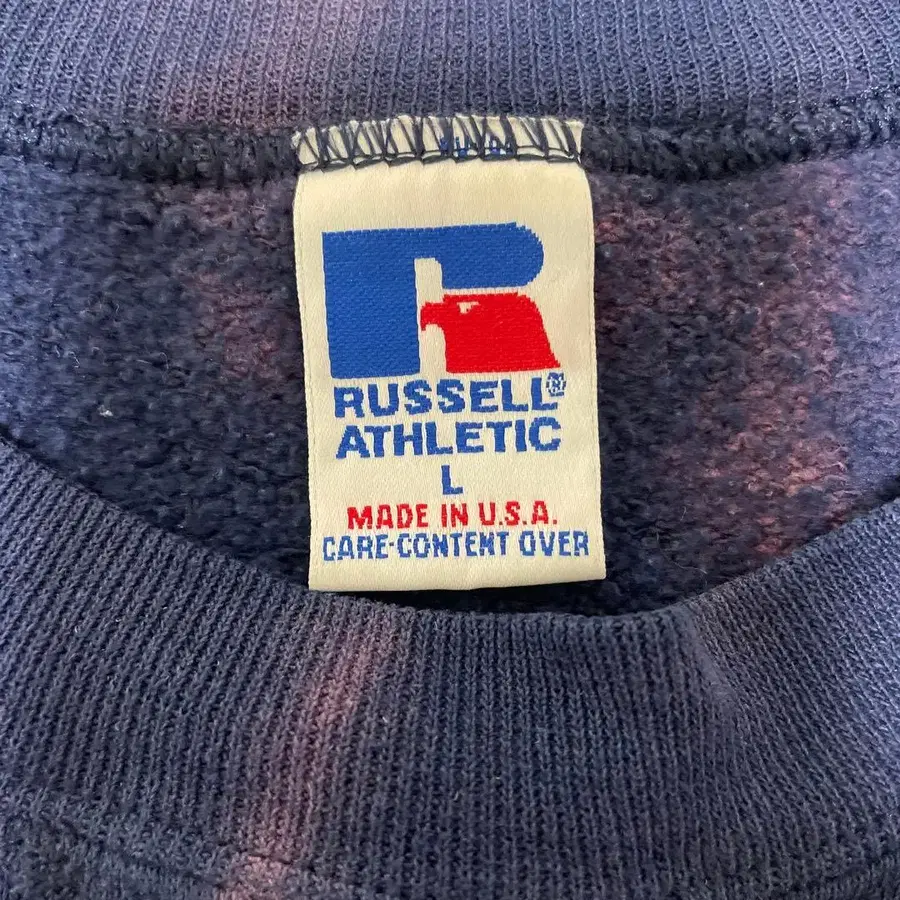 RUSSELL®
ATHLETIC
L
MADE IN U.S.A.
CARE-CONTENT OVER